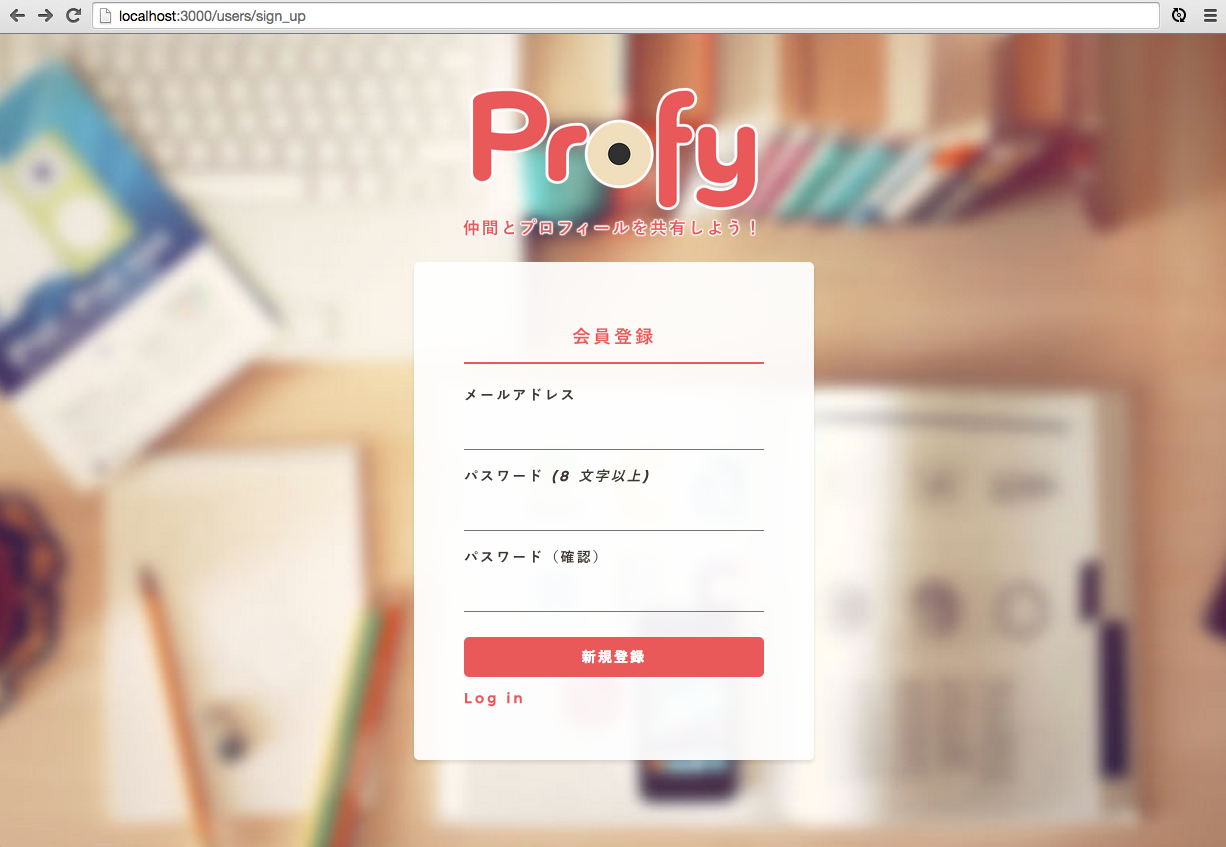 localhost:3000/users/sign_up
Profy
仲間とプロフィールを共有しよう！
会員登録
メールアドレス
パスワード (8 文字以上)
パスワード（確認）
新規登録
Log in